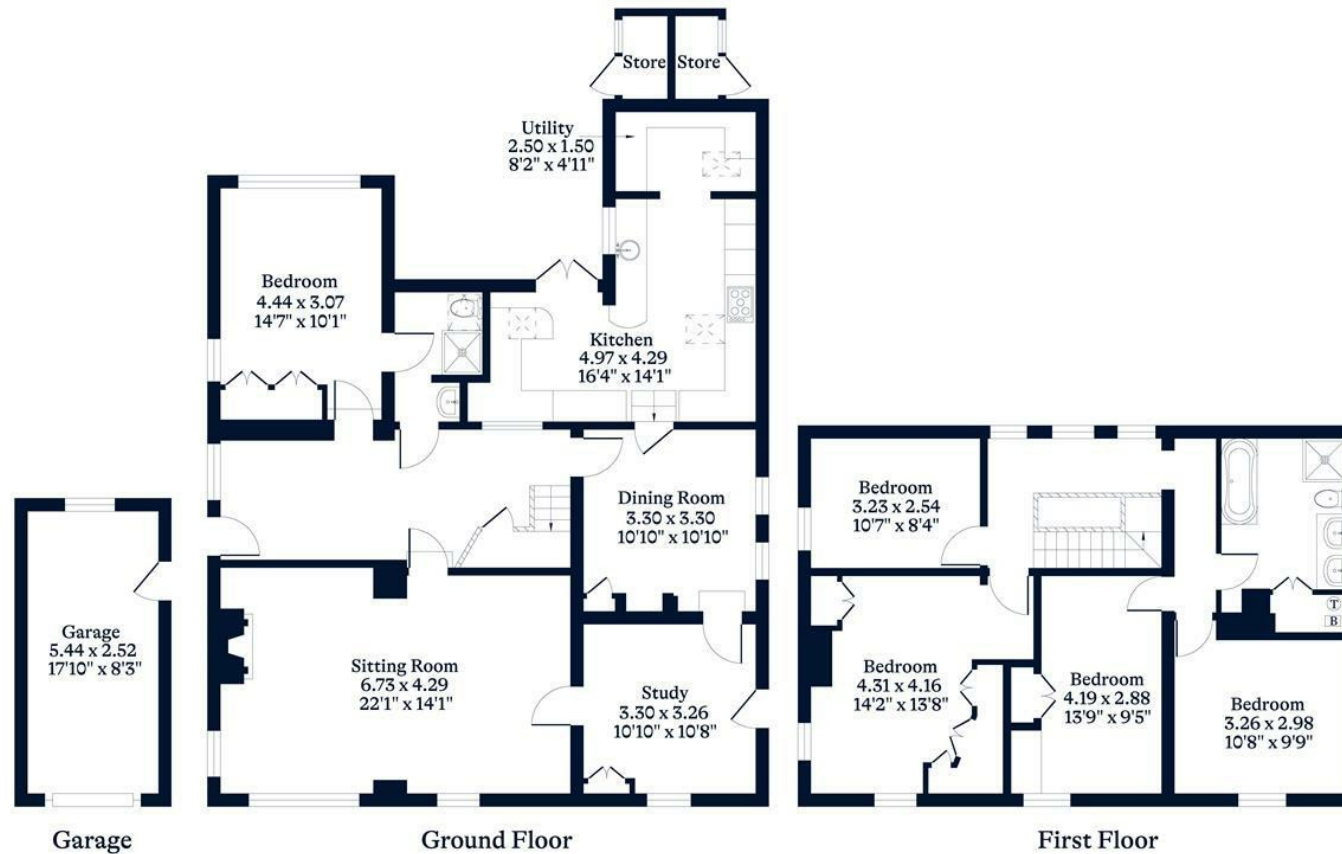 Store
Store
Utility
2.50 x 1.50
8'2" x 4'11"
Bedroom
4.44 x 3.07
14'7" x 10'1"
Kitchen
4.97 x 4.29
16'4" x 14'1"
Dining Room
3.30 x 3.30
10'10" x 10'10"
Garage
5.44 x 2.52
17'10" x 8'3"
Sitting Room
6.73 x 4.29
22'1" x 14'1"
Study
3.30 x 3.26
10'10" x 10'8"
Bedroom
3.23 x 2.54
10'7" x 8'4"
T
B
Bedroom
4.31 x 4.16
14'2" x 13'8"
Bedroom
4.19 x 2.88
13'9" x 9'5"
Bedroom
3.26 x 2.98
10'8" x 9'9"
Garage
Ground Floor
First Floor